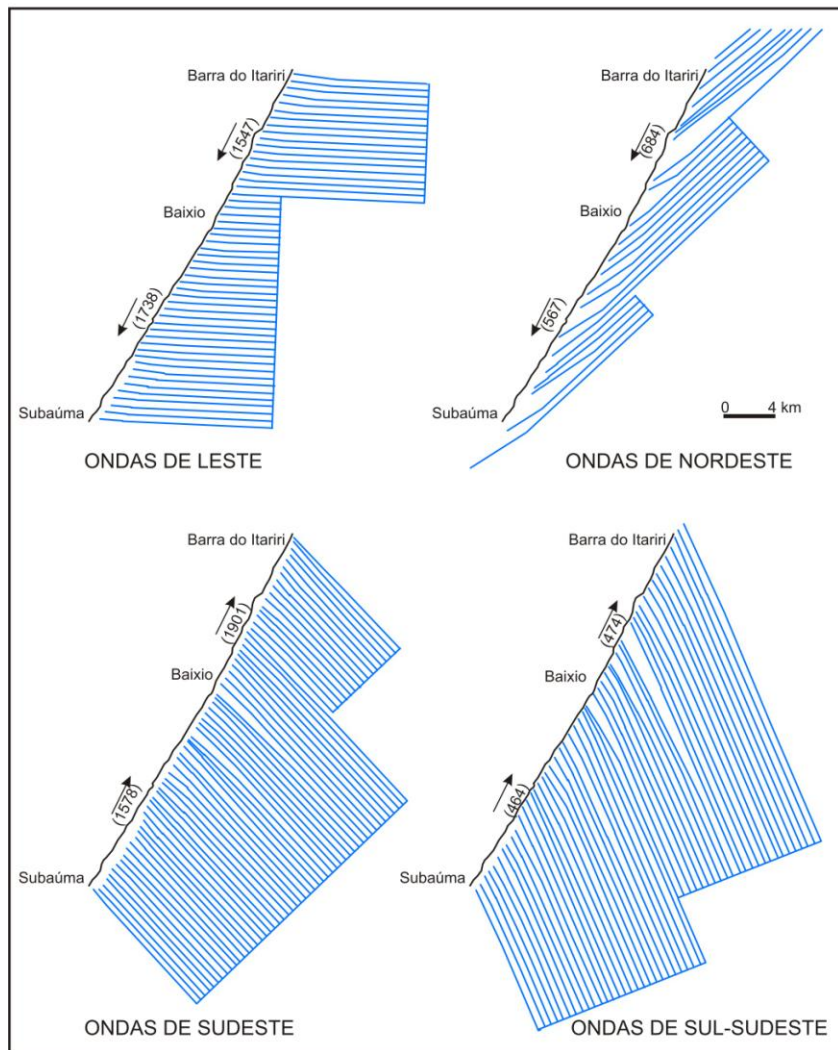 Barra do Itariri
(1547)
Baixio
(1738)
Subaúma
ONDAS DE LESTE
Barra do Itariri
(684)
Baixio
(567)
Subaúma
0 4 km
ONDAS DE NORDESTE
Barra do Itariri
(1901)
Baixio
(1578)
Subaúma
ONDAS DE SUDESTE
Barra do Itariri
(474)
Baixio
(464)
Subaúma
ONDAS DE SUL-SUDESTE